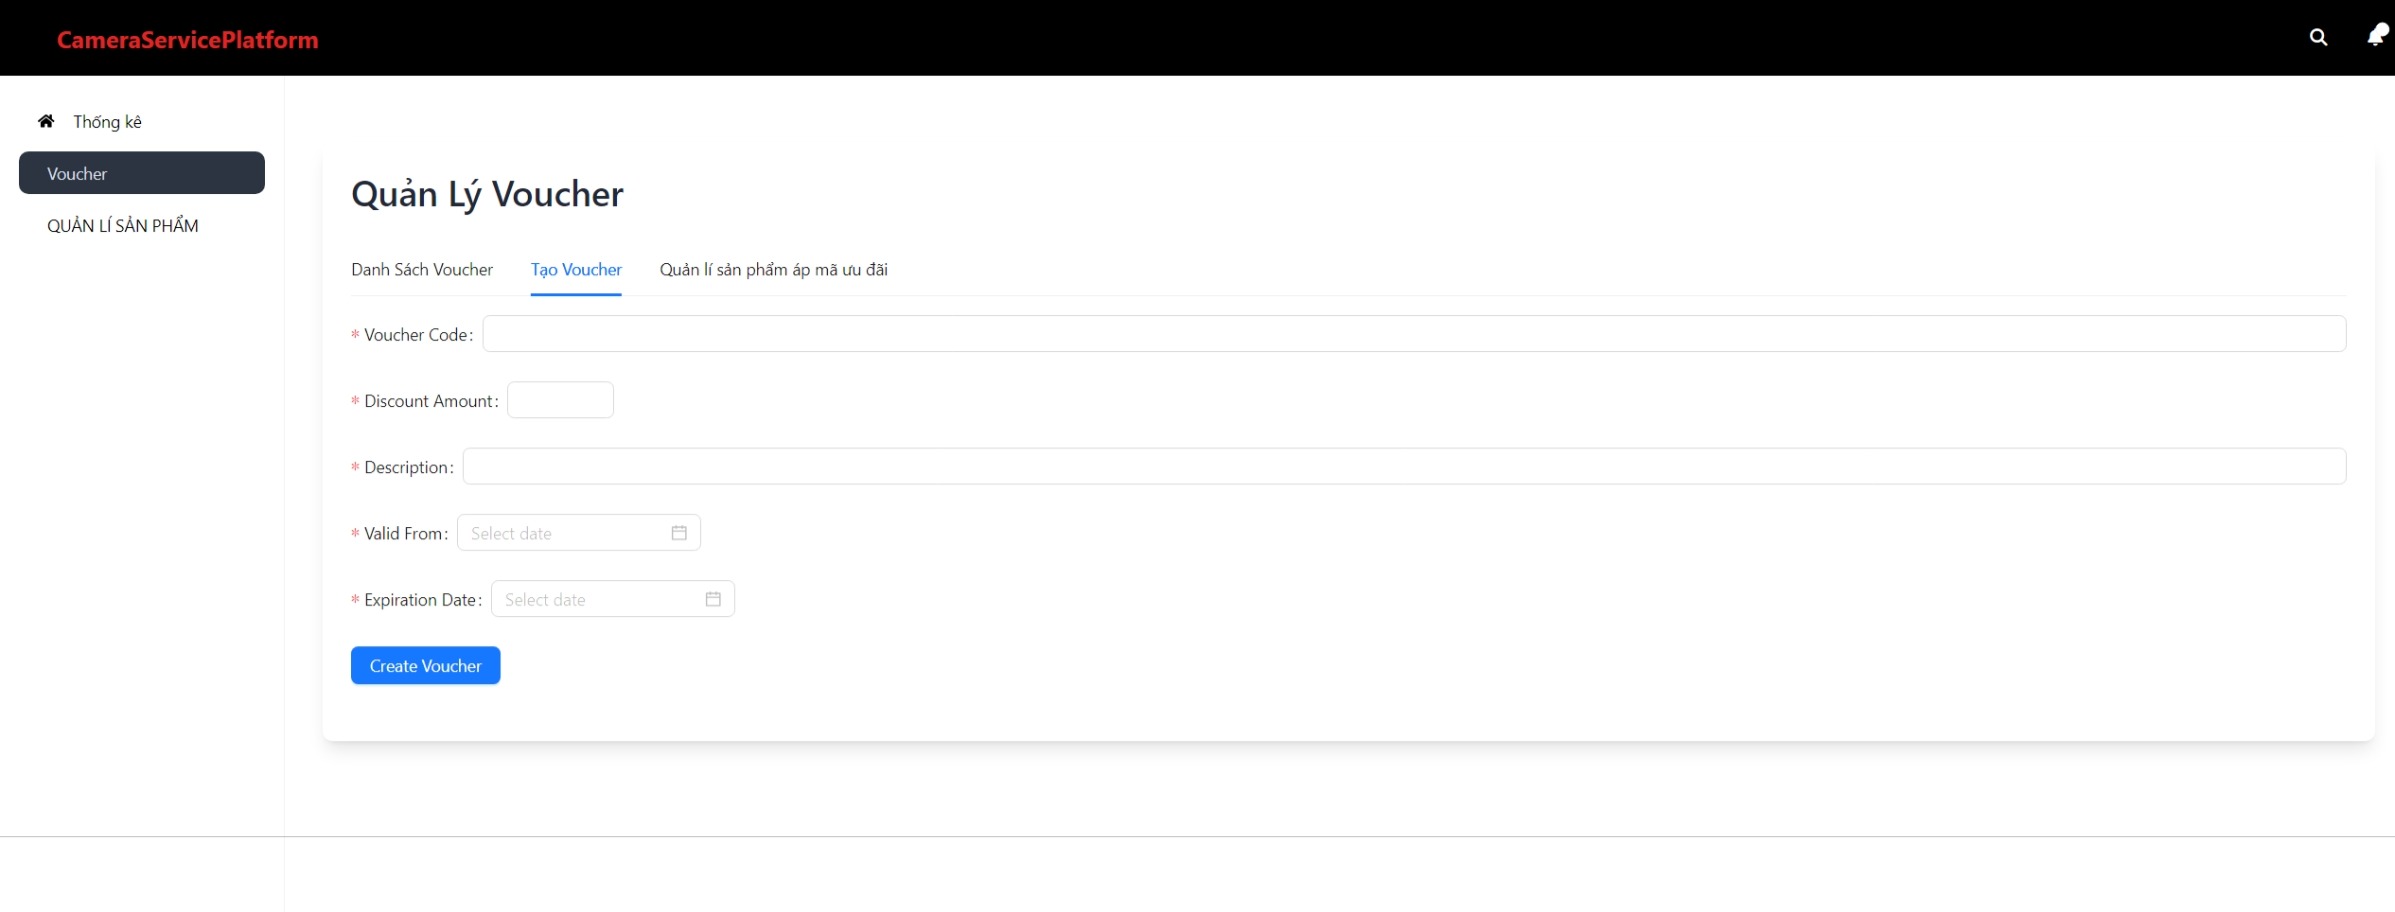 CameraServicePlatform
Thống kê
Voucher
QUẢN LÍ SẢN PHẨM
Quản Lý Voucher
Danh Sách Voucher
Tạo Voucher
Quản lí sản phẩm áp mã ưu đãi
* Voucher Code:
* Discount Amount:
* Description:
* Valid From: Select date
* Expiration Date: Select date
Create Voucher